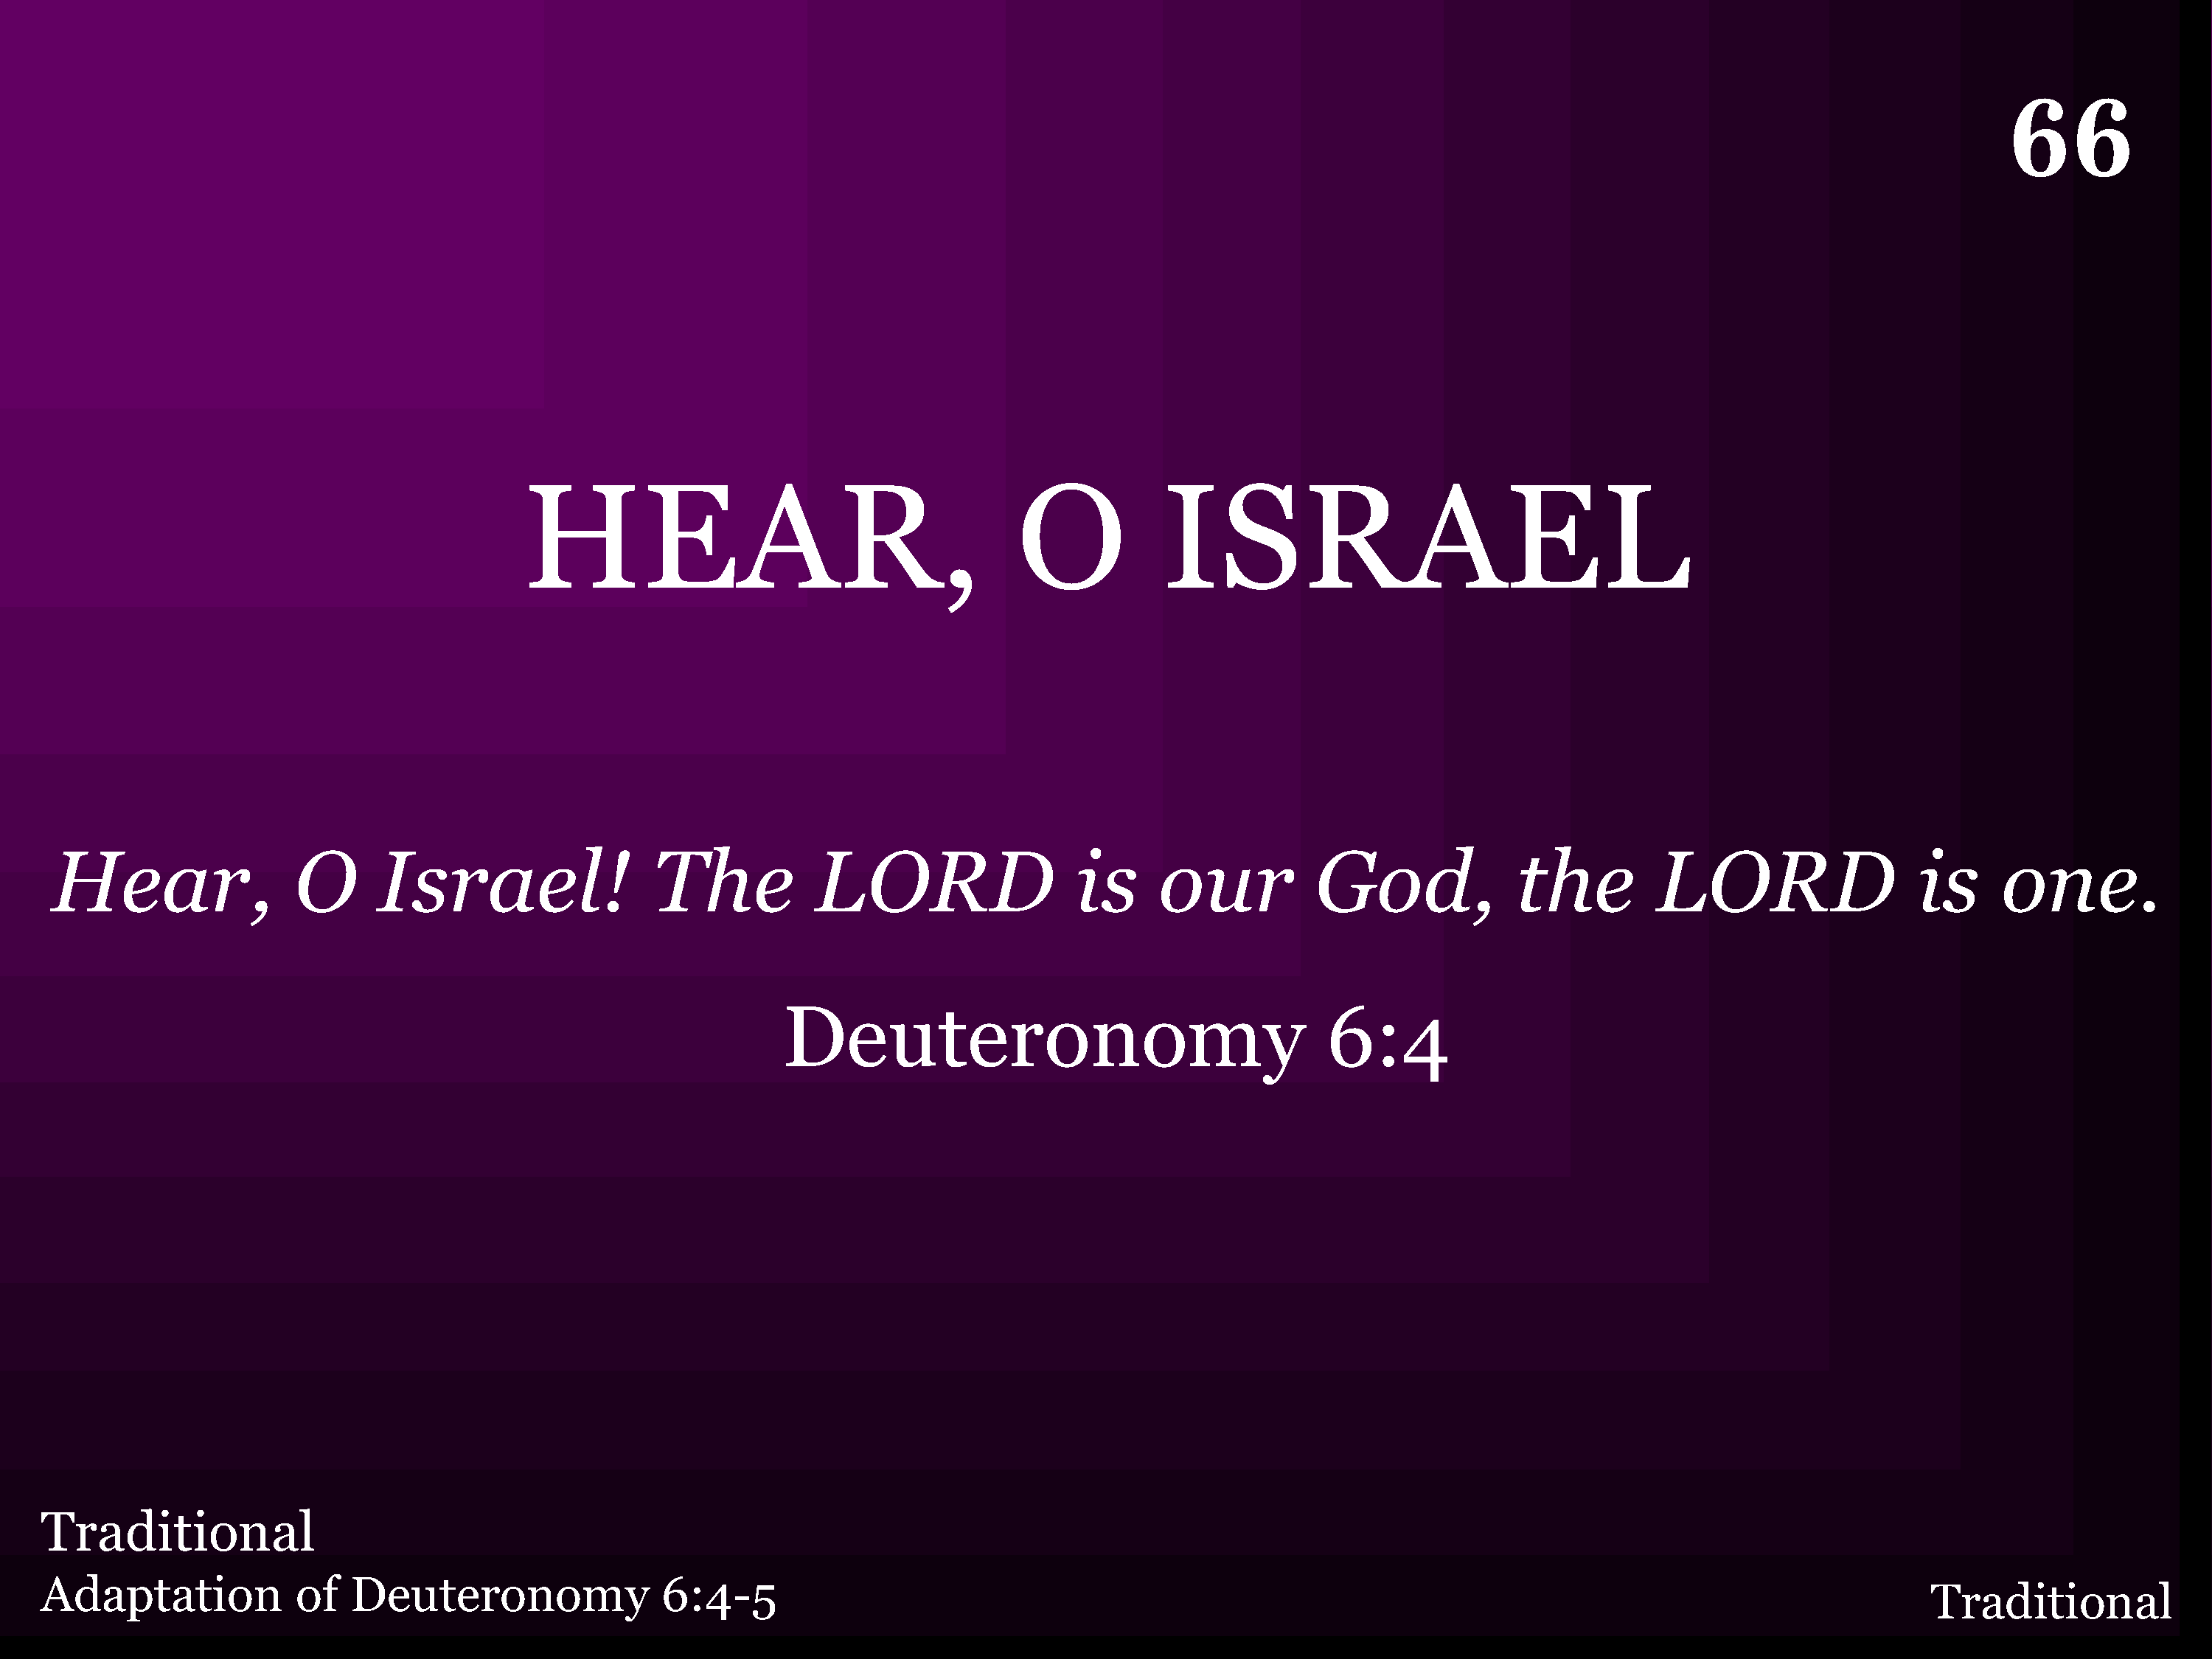 66
HEAR, O ISRAEL
Hear, O Israel! The LORD is our God, the LORD is one.
Deuteronomy 6:4
Traditional
Adaptation of Deuteronomy 6:4-5
Traditional